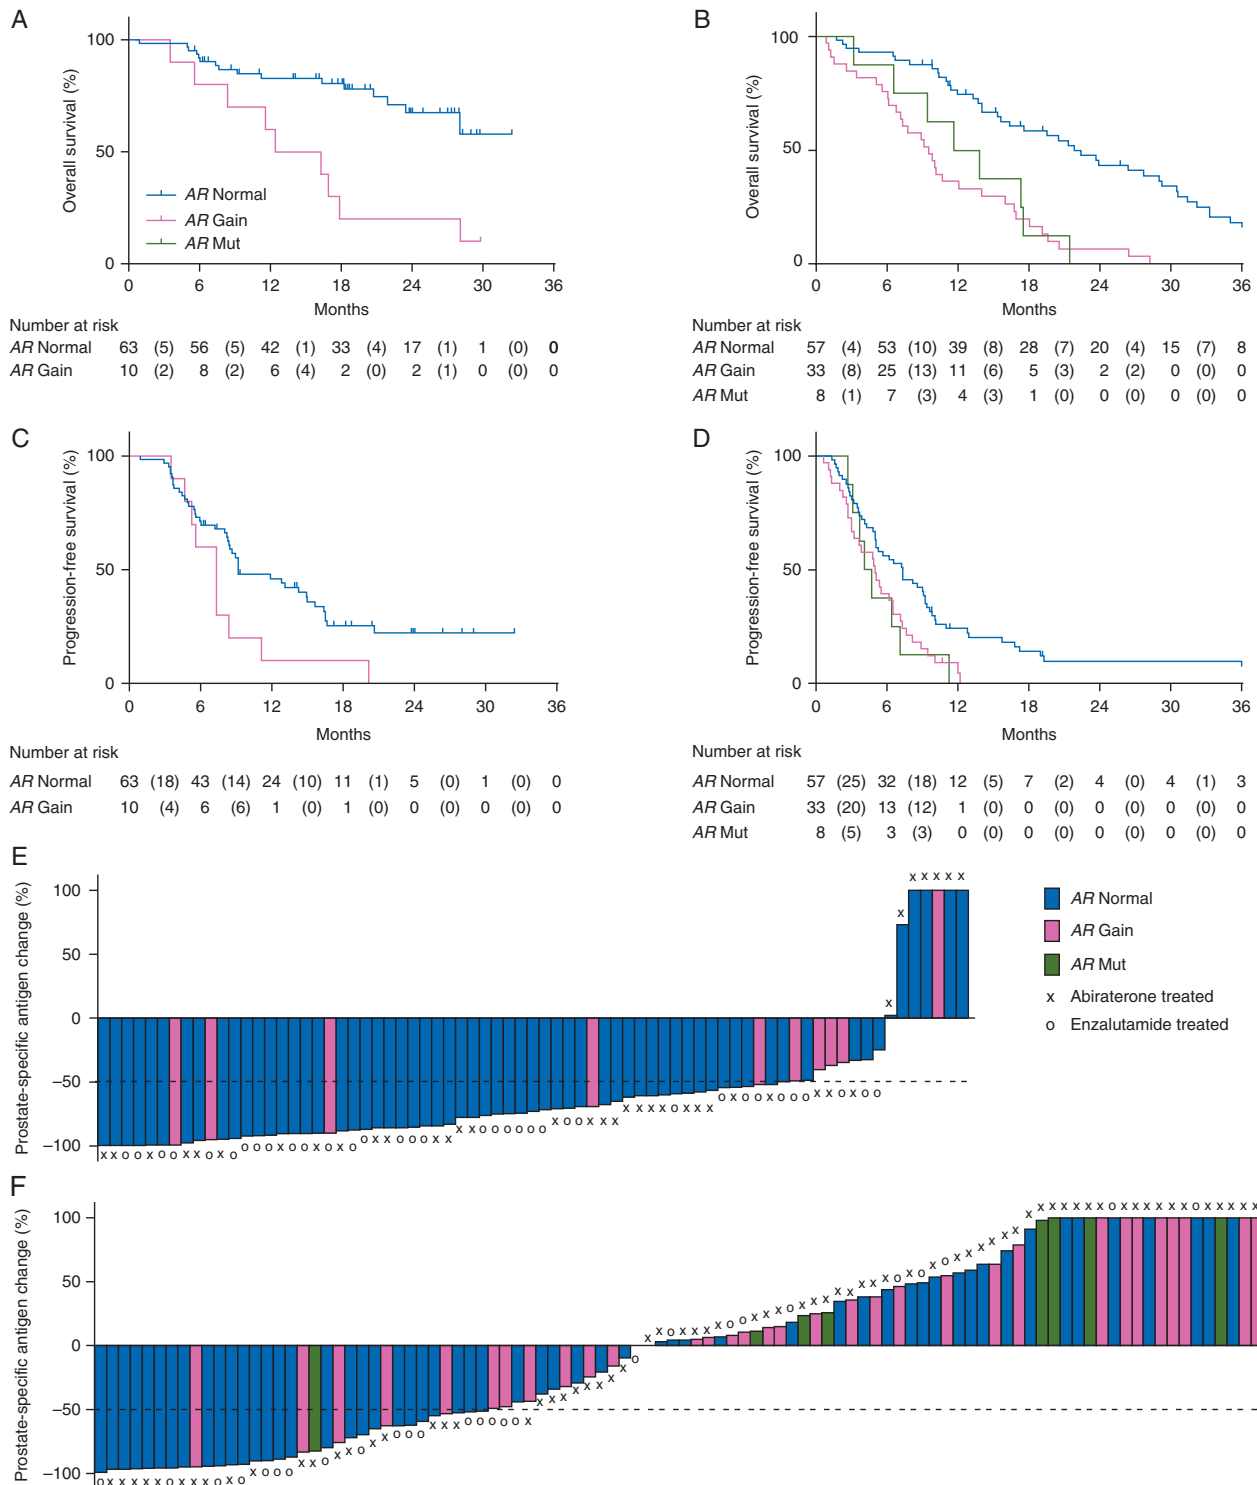 A
Overall survival (%)
100
50
0
AR Normal
AR Gain
AR Mut
0 6 12 18 24 30 36
Months
Number at risk
AR Normal 63 (5) 56 (5) 42 (1) 33 (4) 17 (1) 1 (0) 0
AR Gain 10 (2) 8 (2) 6 (4) 2 (0) 2 (1) 0 (0) 0
B
Overall survival (%)
100
50
0
0 6 12 18 24 30 36
Months
Number at risk
AR Normal 57 (4) 53 (10) 39 (8) 28 (7) 20 (4) 15 (7) 8
AR Gain 33 (8) 25 (13) 11 (6) 5 (3) 2 (2) 0 (0) 0
AR Mut 8 (1) 7 (3) 4 (3) 1 (0) 0 (0) 0 (0) 0
C
Progression-free survival (%)
100
50
0
0 6 12 18 24 30 36
Months
Number at risk
AR Normal 63 (18) 43 (14) 24 (10) 11 (1) 5 (0) 1 (0) 0
AR Gain 10 (4) 6 (6) 1 (0) 1 (0) 0 (0) 0 (0) 0
D
Progression-free survival (%)
100
50
0
0 6 12 18 24 30 36
Months
Number at risk
AR Normal 57 (25) 32 (18) 12 (5) 7 (2) 4 (0) 4 (1) 3
AR Gain 33 (20) 13 (12) 1 (0) 0 (0) 0 (0) 0 (0) 0
AR Mut 8 (5) 3 (3) 0 (0) 0 (0) 0 (0) 0 (0) 0
E
Prostate-specific antigen change (%)
100
50
0
−50
−100
x x x x x
x
x
x x o o x o o x x o x o
o o o x o o x o x o
o x x o o o x x
o o x o o o o o
x o o x x x
x x x x x o x x x
o x o x o x o o
x x o x x o o
AR Normal
AR Gain
AR Mut
x Abiraterone treated
o Enzalutamide treated
F
Prostate-specific antigen change (%)
100
50
0
−50
−100